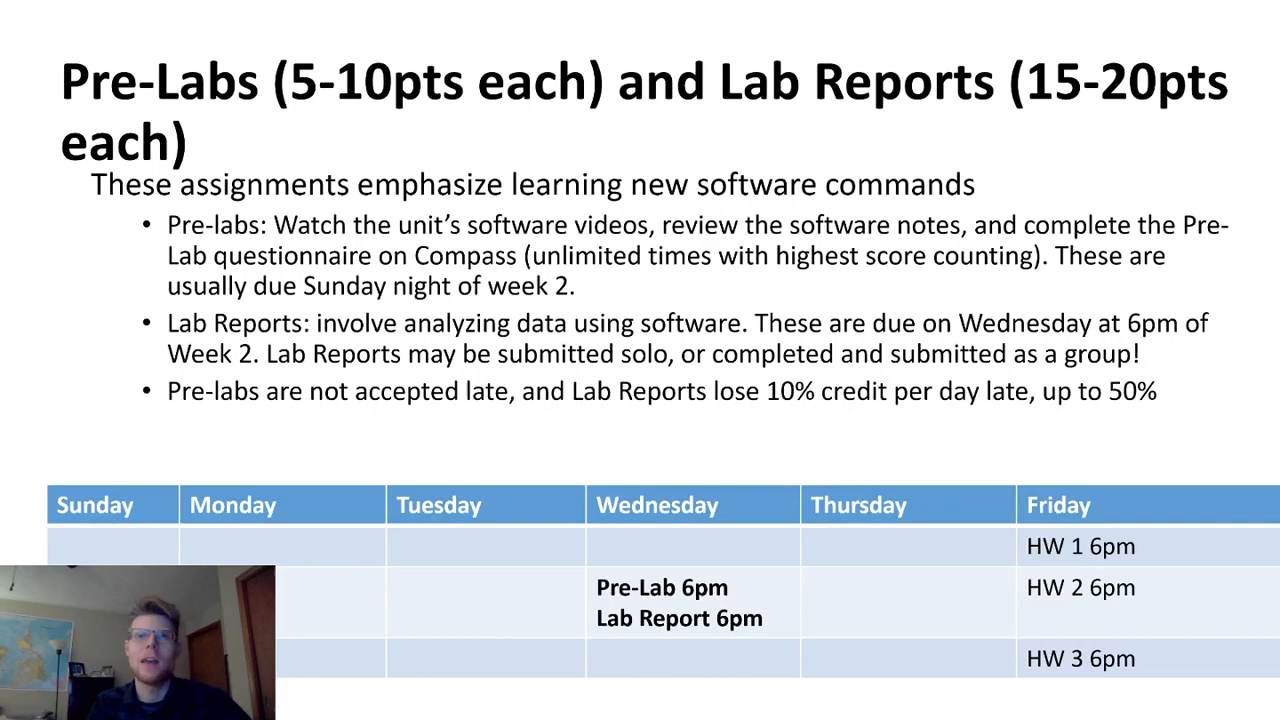 Pre-Labs (5-10pts each) and Lab Reports (15-20pts
each)
These assignments emphasize learning new software commands
• Pre-labs: Watch the unit’s software videos, review the software notes, and complete the Pre-
Lab questionnaire on Compass (unlimited times with highest score counting). These are
usually due Sunday night of week 2.
• Lab Reports: involve analyzing data using software. These are due on Wednesday at 6pm of
Week 2. Lab Reports may be submitted solo, or completed and submitted as a group!
• Pre-labs are not accepted late, and Lab Reports lose 10% credit per day late, up to 50%
Sunday Monday Tuesday Wednesday Thursday Friday
HW 1 6pm
Pre-Lab 6pm HW 2 6pm
Lab Report 6pm
HW 3 6pm